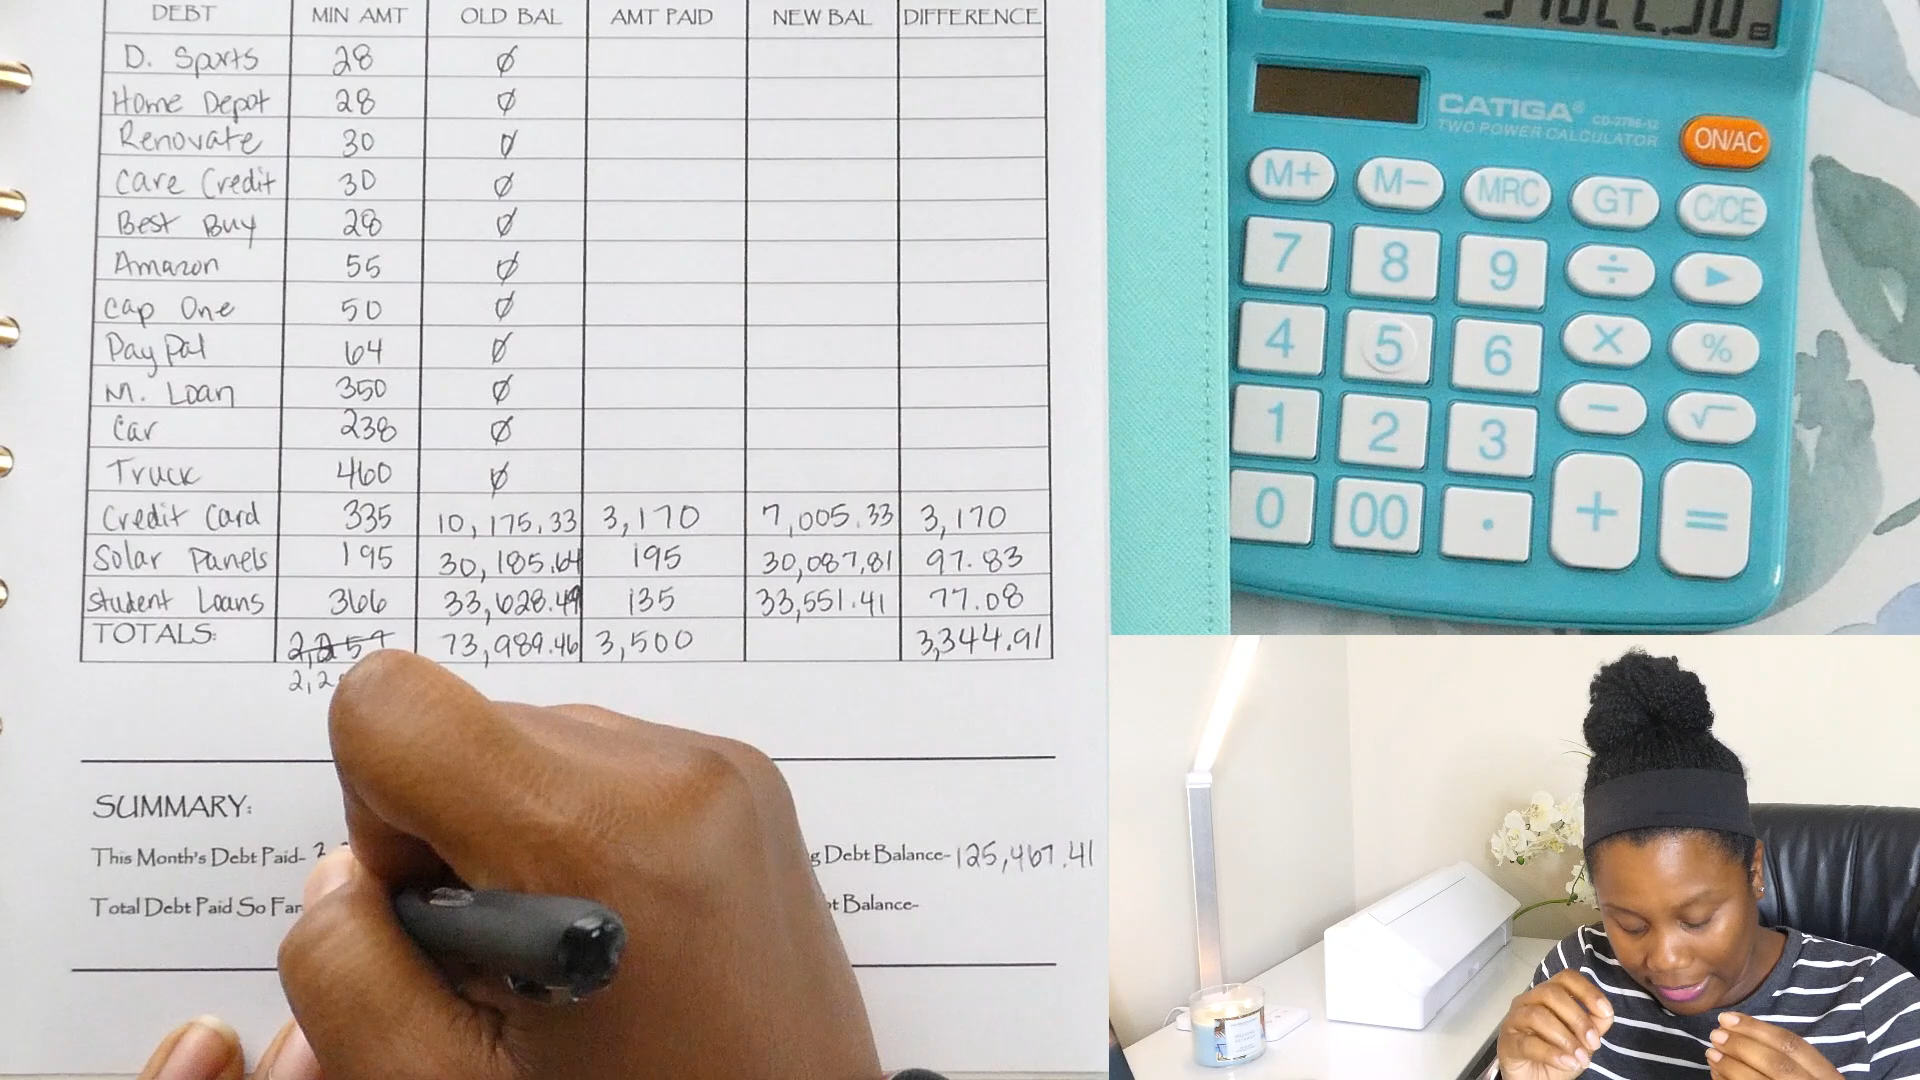 DEBT MIN AMT OLD BAL AMT PAID NEW BAL DIFFERENCE
D. Sports 28 Ø
Home Depot 28 Ø
Renovate 30 Ø
Care Credit 30 Ø
Best Buy 28 Ø
Amazon 55 Ø
Cap One 50 Ø
PayPal 64 Ø
M. Loan 350 Ø
Car 238 Ø
Truck 460 Ø
Credit Card 335 10,175.33 3,170 7,005.33 3,170
Solar Panels 195 30,185.64 195 30,087.81 97.83
Student Loans 366 33,628.49 135 33,551.41 77.08
TOTALS: 2,257 73,989.46 3,500 3,344.91
SUMMARY:
This Month's Debt Paid- g Debt Balance- 125,467.41
Total Debt Paid So Far t Balance-
CATIGA® CD-2786-12
TWO POWER CALCULATOR
ON/AC
M+ M− MRC GT C/CE
7 8 9 ÷ ▶
4 5 6 × %
1 2 3 − √
0 00 . + =